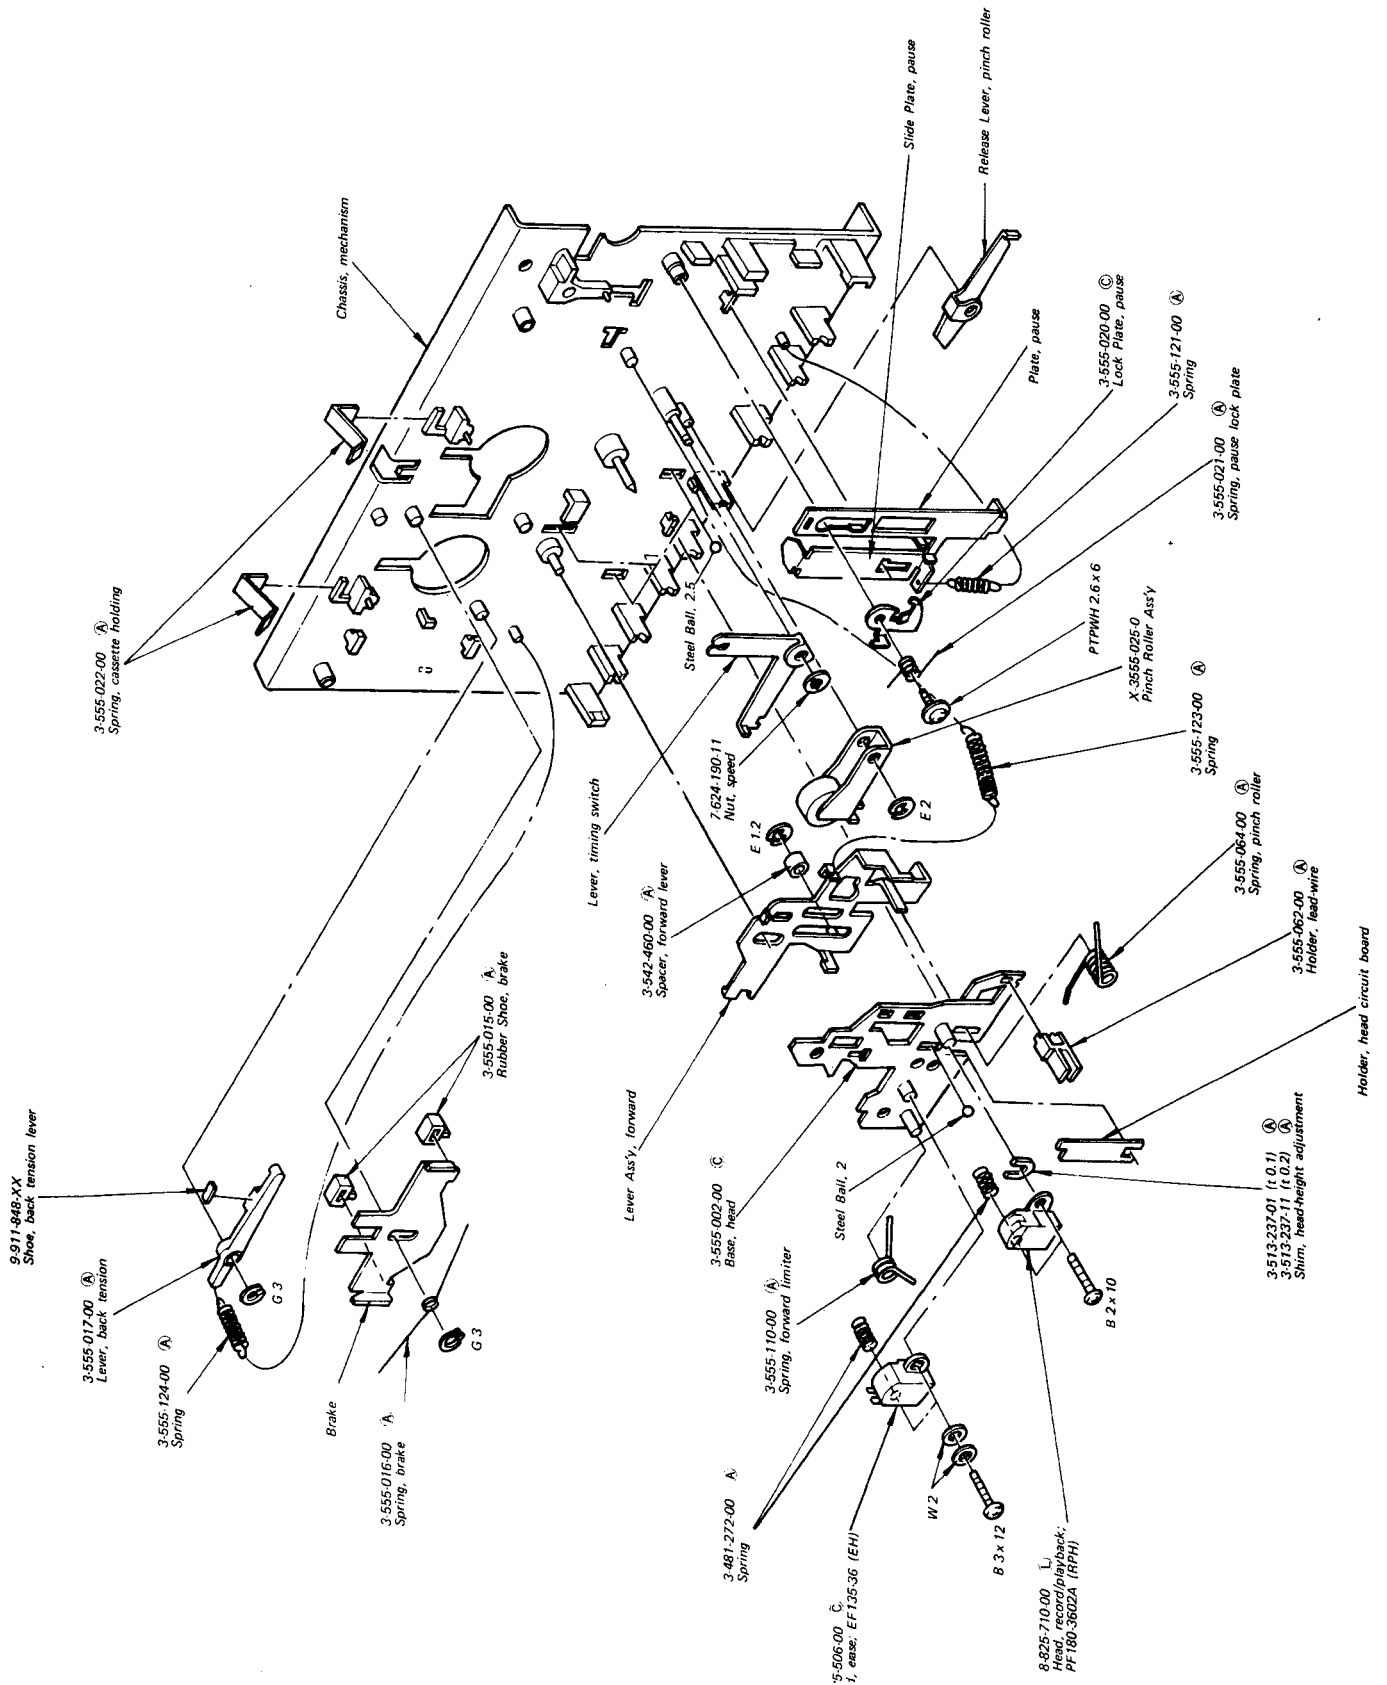 9-911-848-XX
Shoe, back tension lever
3-555-017-00 Ⓐ
Lever, back tension
3-555-124-00 Ⓐ
Spring
G 3
Brake
3-555-016-00 Ⓐ
Spring, brake
G 3
3-555-015-00 Ⓐ
Rubber Shoe, brake
3-555-022-00 Ⓐ
Spring, cassette holding
Chassis, mechanism
Slide Plate, pause
Release Lever, pinch roller
Plate, pause
3-555-020-00 Ⓒ
Lock Plate, pause
3-555-121-00 Ⓐ
Spring
3-555-021-00 Ⓐ
Spring, pause lock plate
PTPWH 2.6 x 6
X-3555-025-0
Pinch Roller Ass'y
3-555-123-00 Ⓐ
Spring
3-555-064-00 Ⓐ
Spring, pinch roller
3-555-062-00 Ⓐ
Holder, lead-wire
Holder, head circuit board
Steel Ball, 2.5
Lever, timing switch
7-624-190-11
Nut, speed
E 2
E 1.2
3-542-460-00 Ⓐ
Spacer, forward lever
Lever Ass'y, forward
3-555-002-00 Ⓒ
Base, head
Steel Ball, 2
3-555-110-00 Ⓐ
Spring, forward limiter
3-513-237-01 (t 0.1) Ⓐ
3-513-237-11 (t 0.2) Ⓐ
Shim, head-height adjustment
B 2 x 10
3-481-272-00 Ⓐ
Spring
W 2
B 3 x 12
5-506-00 Ⓒ
erase; EF135-36 (EH)
8-825-710-00 Ⓛ
Head, record/playback;
PF180-3602A (RPH)